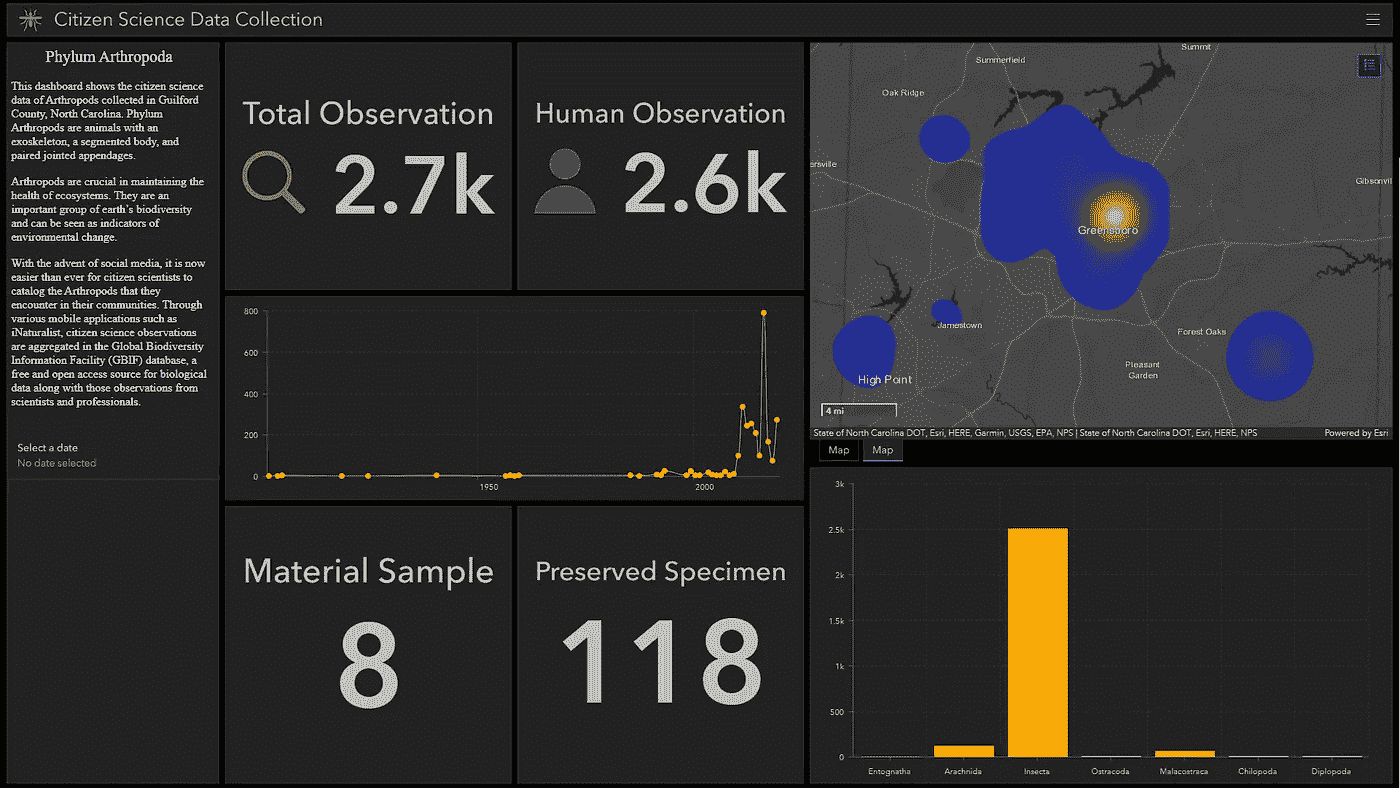 Citizen Science Data Collection
Phylum Arthropoda
This dashboard shows the citizen science
data of Arthropods collected in Guilford
County, North Carolina. Phylum
Arthropods are animals with an
exoskeleton, a segmented body, and
paired jointed appendages.
Arthropods are crucial in maintaining the
health of ecosystems. They are an
important group of earth's biodiversity
and can be seen as indicators of
environmental change.
With the advent of social media, it is now
easier than ever for citizen scientists to
catalog the Arthropods that they
encounter in their communities. Through
various mobile applications such as
iNaturalist, citizen science observations
are aggregated in the Global Biodiversity
Information Facility (GBIF) database, a
free and open access source for biological
data along with those observations from
scientists and professionals.
Select a date
No date selected
Total Observation
2.7k
Human Observation
2.6k
800
600
400
200
0
1950
2000
Material Sample
8
Preserved Specimen
118
Summit
Summerfield
Oak Ridge
ersville
Gibsonvil
Greensboro
Jamestown
Forest Oaks
High Point
Pleasant
Garden
4 mi
State of North Carolina DOT, Esri, HERE, Garmin, USGS, EPA, NPS | State of North Carolina DOT, Esri, HERE, NPS
Powered by Esri
Map
Map
3k
2.5k
2k
1.5k
1k
500
0
Entognatha
Arachnida
Insecta
Ostracoda
Malacostraca
Chilopoda
Diplopoda